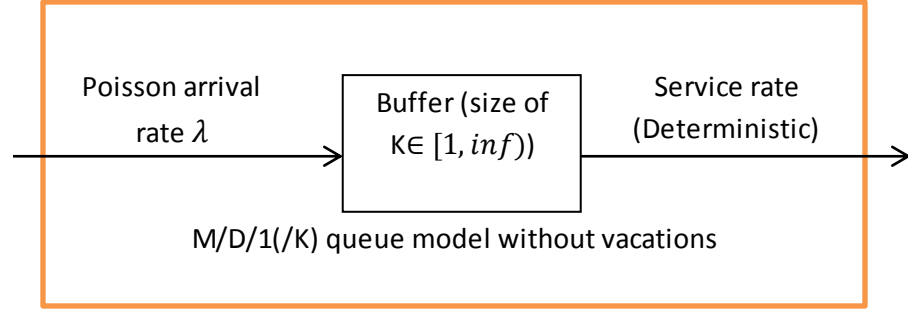 Poisson arrival
rate λ
Buffer (size of
K∈ [1, inf))
Service rate
(Deterministic)
M/D/1(/K) queue model without vacations